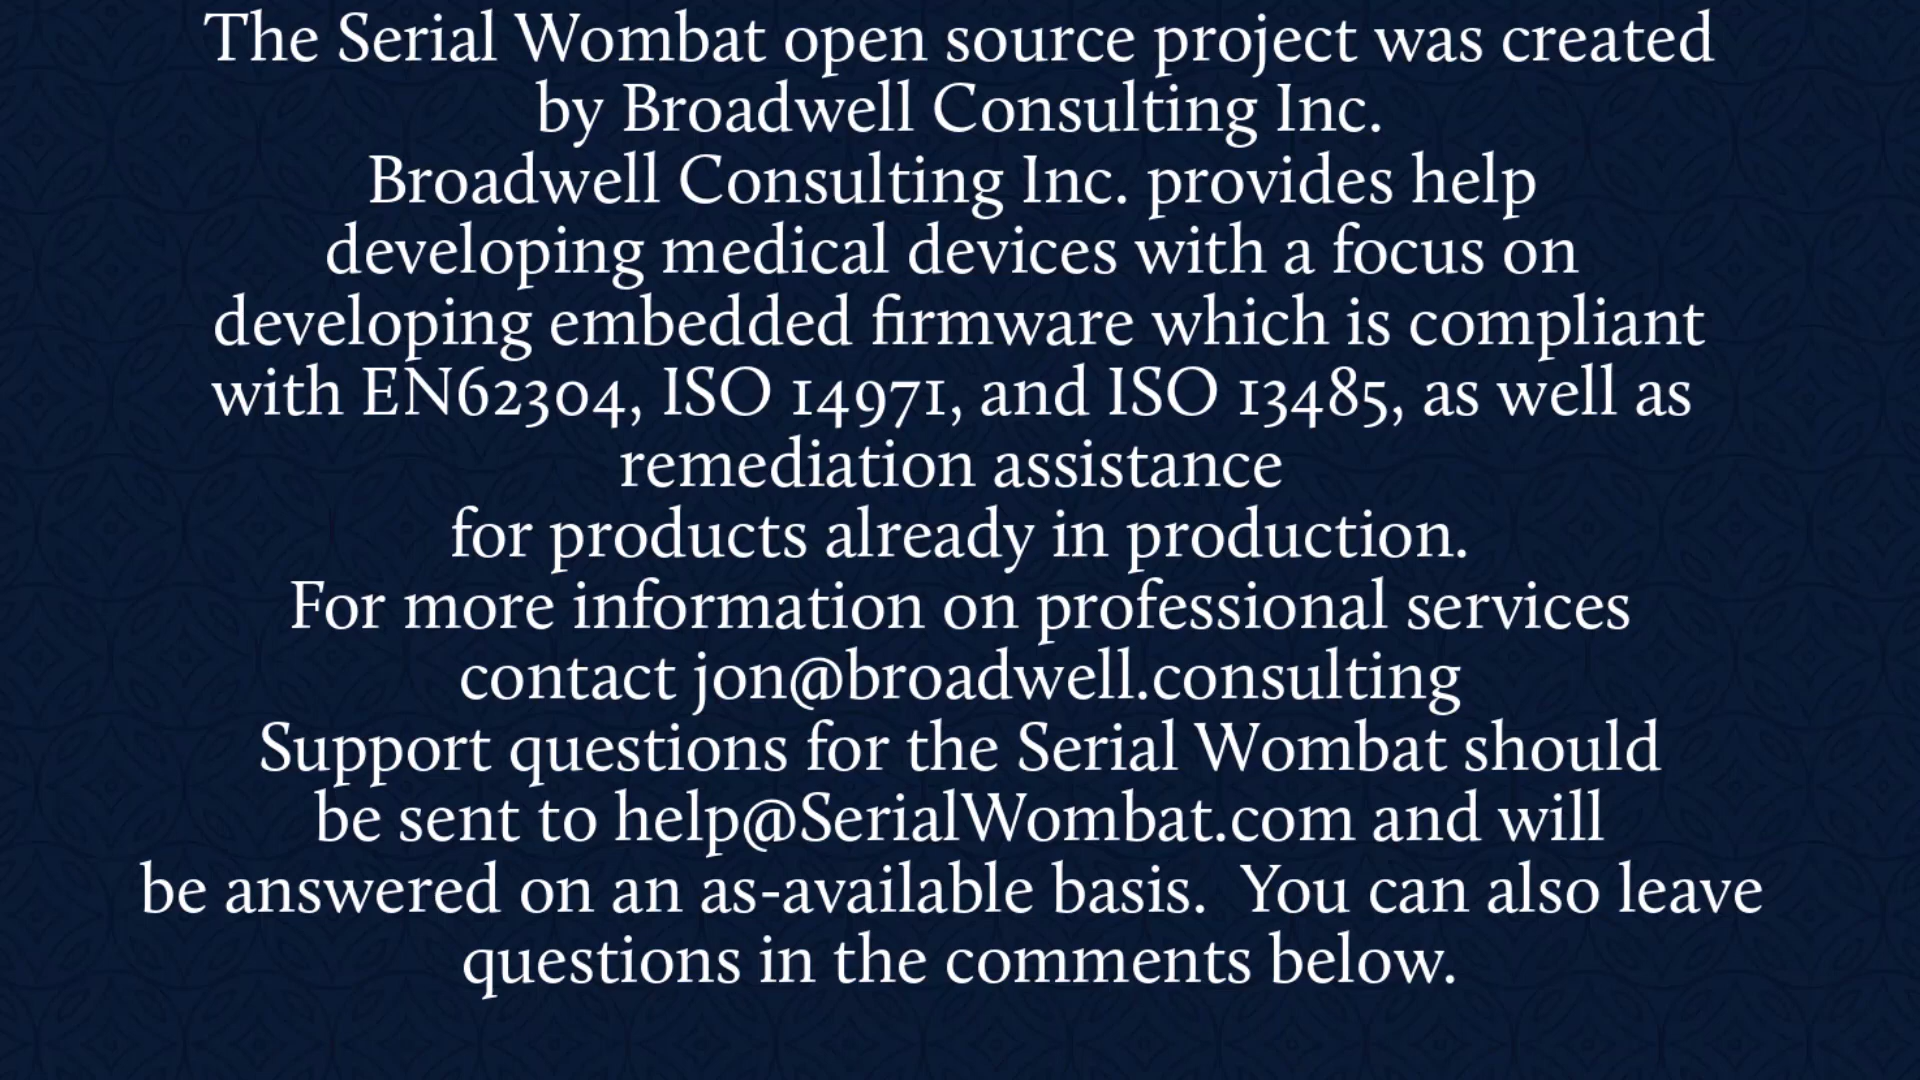 The Serial Wombat open source project was created
by Broadwell Consulting Inc.
Broadwell Consulting Inc. provides help
developing medical devices with a focus on
developing embedded firmware which is compliant
with EN62304, ISO 14971, and ISO 13485, as well as
remediation assistance
for products already in production.
For more information on professional services
contact jon@broadwell.consulting
Support questions for the Serial Wombat should
be sent to help@SerialWombat.com and will
be answered on an as-available basis.  You can also leave
questions in the comments below.